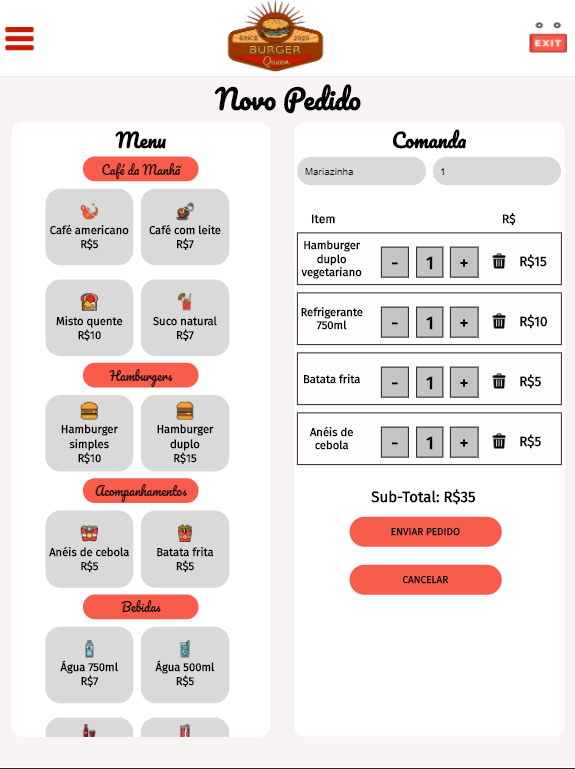 SINCE 2020
BURGER
Queen
EXIT
Novo Pedido
Menu
Café da Manhã
Café americano
R$5
Café com leite
R$7
Misto quente
R$10
Suco natural
R$7
Hamburgers
Hamburger
simples
R$10
Hamburger
duplo
R$15
Acompanhamentos
Anéis de cebola
R$5
Batata frita
R$5
Bebidas
Água 750ml
R$7
Água 500ml
R$5
Comanda
Mariazinha
1
Item R$
Hamburger
duplo
vegetariano
- 1 + R$15
Refrigerante
750ml
- 1 + R$10
Batata frita - 1 + R$5
Anéis de
cebola
- 1 + R$5
Sub-Total: R$35
ENVIAR PEDIDO
CANCELAR